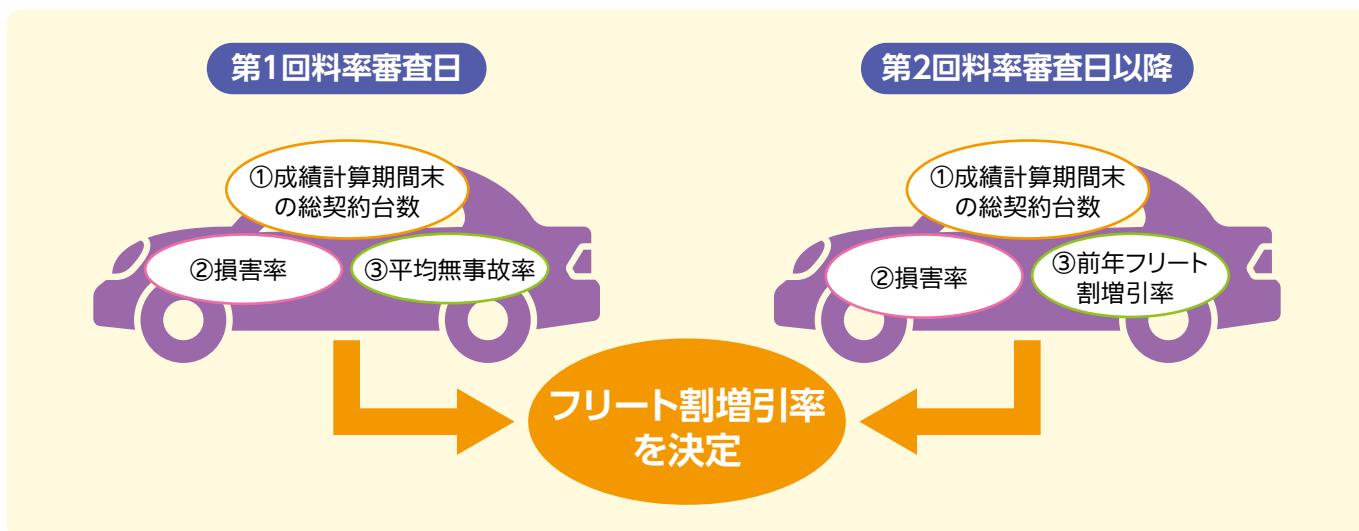 第1回料率審査日
①成績計算期間末
の総契約台数
②損害率
③平均無事故率
第2回料率審査日以降
①成績計算期間末
の総契約台数
②損害率
③前年フリート
割増引率
フリート割増引率
を決定